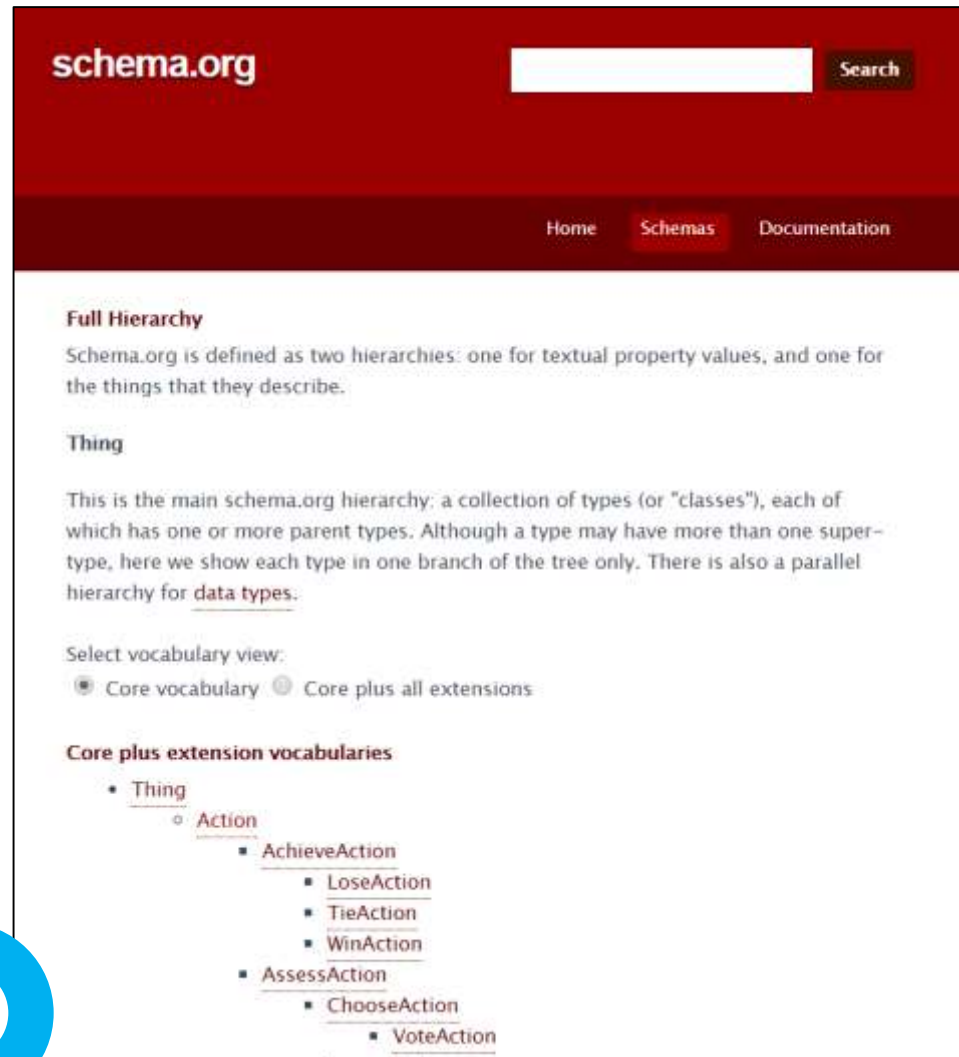 schema.org
Search
Home Schemas Documentation
Full Hierarchy
Schema.org is defined as two hierarchies: one for textual property values, and one for
the things that they describe.
Thing
This is the main schema.org hierarchy: a collection of types (or "classes"), each of
which has one or more parent types. Although a type may have more than one super-
type, here we show each type in one branch of the tree only. There is also a parallel
hierarchy for data types.
Select vocabulary view:
Core vocabulary Core plus all extensions
Core plus extension vocabularies
Thing
Action
AchieveAction
LoseAction
TieAction
WinAction
AssessAction
ChooseAction
VoteAction